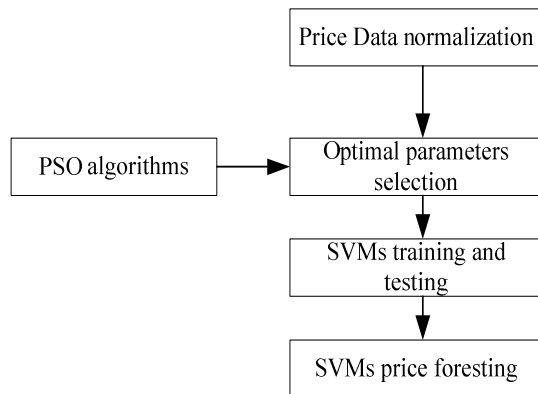 Price Data normalization
PSO algorithms
Optimal parameters
selection
SVMs training and
testing
SVMs price foresting